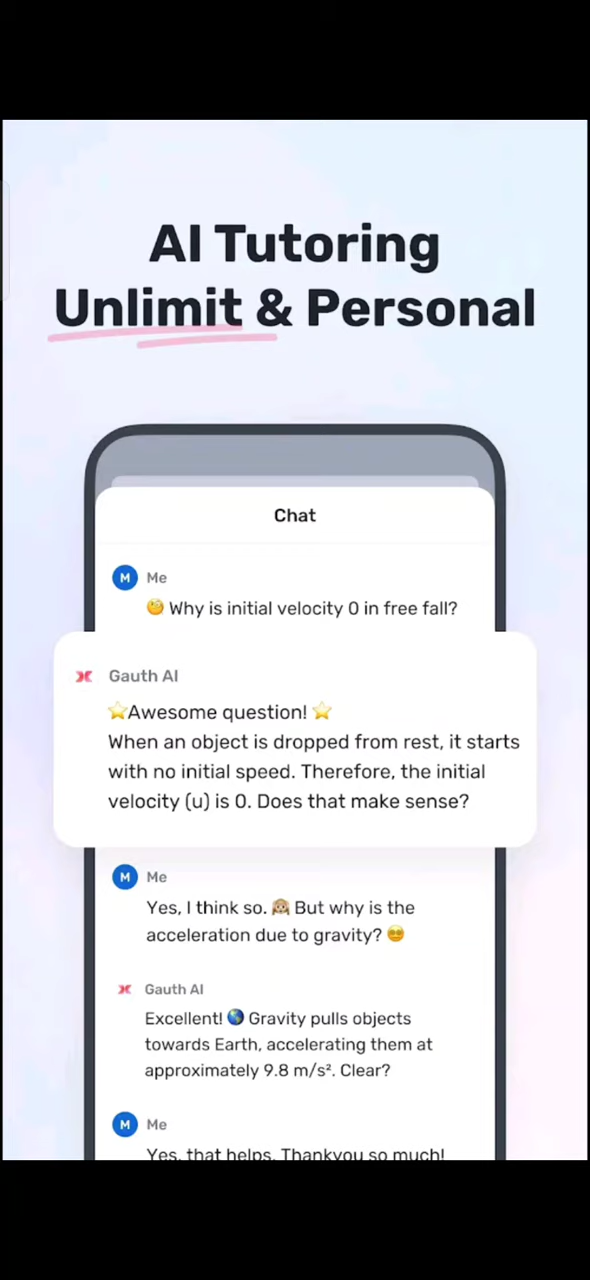 AI Tutoring
Unlimit & Personal
Chat
M Me
🧐 Why is initial velocity 0 in free fall?
Gauth AI
⭐Awesome question! ⭐
When an object is dropped from rest, it starts
with no initial speed. Therefore, the initial
velocity (u) is 0. Does that make sense?
M Me
Yes, I think so. 🙈 But why is the
acceleration due to gravity? 😵‍💫
Gauth AI
Excellent! 🌎 Gravity pulls objects
towards Earth, accelerating them at
approximately 9.8 m/s². Clear?
M Me
Yes, that helps. Thankyou so much!